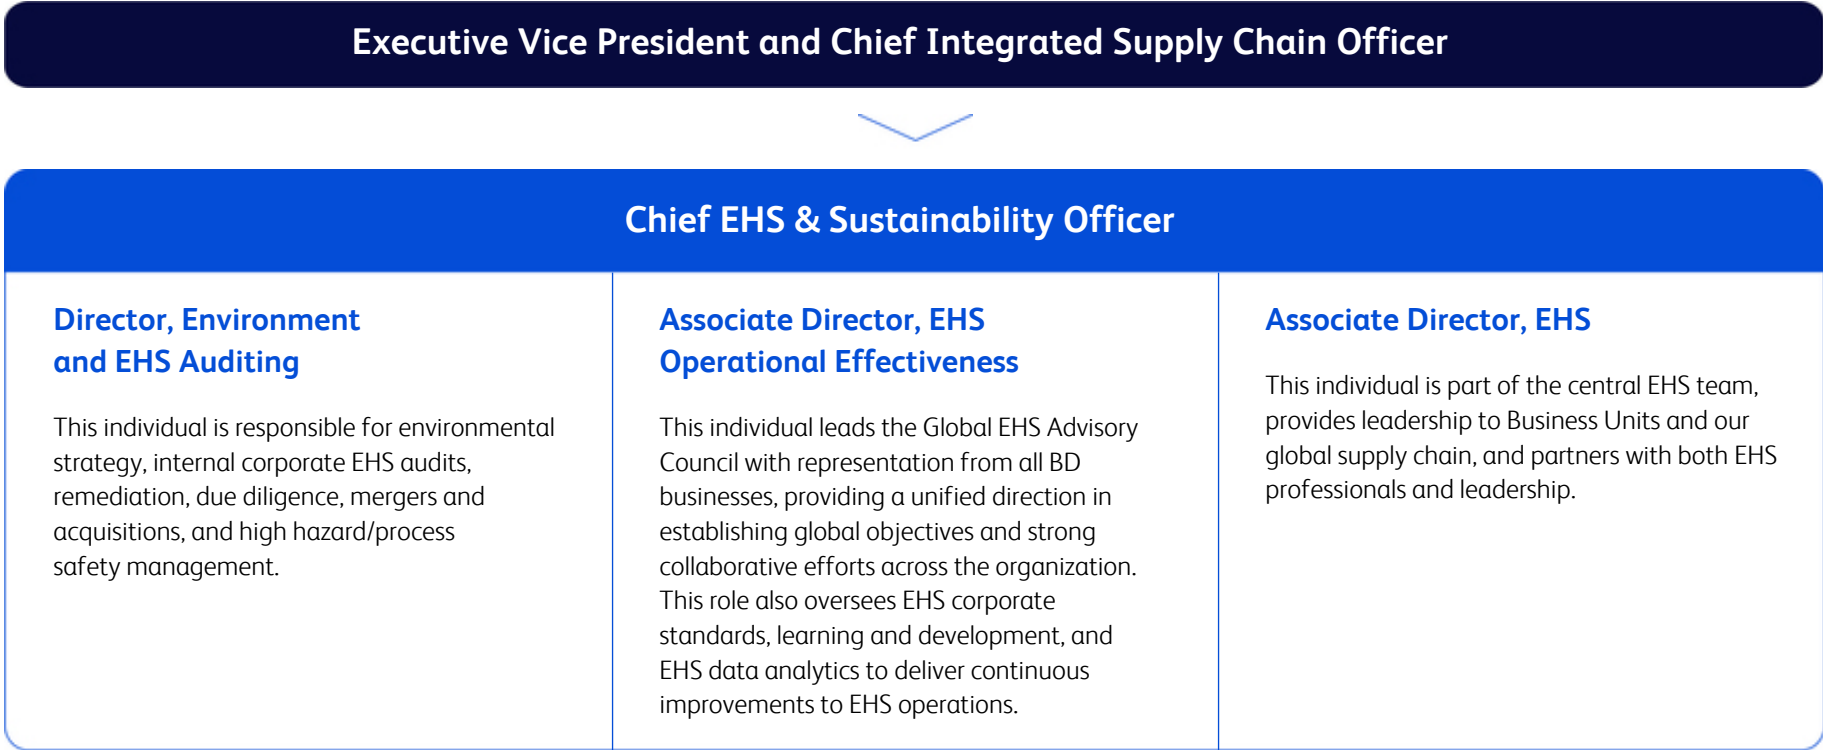 Executive Vice President and Chief Integrated Supply Chain Officer
Chief EHS & Sustainability Officer
Director, Environment
and EHS Auditing
This individual is responsible for environmental
strategy, internal corporate EHS audits,
remediation, due diligence, mergers and
acquisitions, and high hazard/process
safety management.
Associate Director, EHS
Operational Effectiveness
This individual leads the Global EHS Advisory
Council with representation from all BD
businesses, providing a unified direction in
establishing global objectives and strong
collaborative efforts across the organization.
This role also oversees EHS corporate
standards, learning and development, and
EHS data analytics to deliver continuous
improvements to EHS operations.
Associate Director, EHS
This individual is part of the central EHS team,
provides leadership to Business Units and our
global supply chain, and partners with both EHS
professionals and leadership.